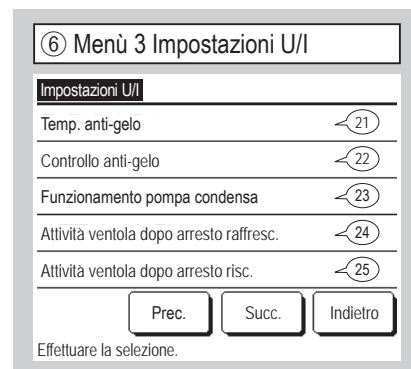 ⑥ Menù 3 Impostazioni U/I
Impostazioni U/I
Temp. anti-gelo 21
Controllo anti-gelo 22
Funzionamento pompa condensa 23
Attività ventola dopo arresto raffresc. 24
Attività ventola dopo arresto risc. 25
Prec. Succ. Indietro
Effettuare la selezione.